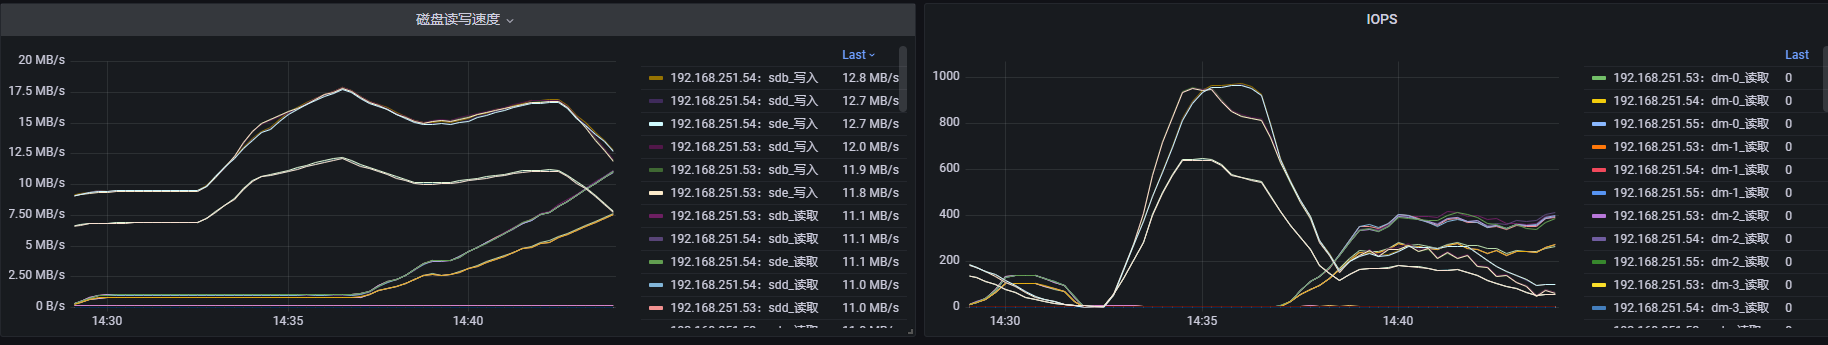 磁盘读写速度
20 MB/s
17.5 MB/s
15 MB/s
12.5 MB/s
10 MB/s
7.50 MB/s
5 MB/s
2.50 MB/s
0 B/s
14:30 14:35 14:40
Last
192.168.251.54：sdb_写入 12.8 MB/s
192.168.251.54：sdd_写入 12.7 MB/s
192.168.251.54：sde_写入 12.7 MB/s
192.168.251.53：sdd_写入 12.0 MB/s
192.168.251.53：sdb_写入 11.9 MB/s
192.168.251.53：sde_写入 11.8 MB/s
192.168.251.53：sdb_读取 11.1 MB/s
192.168.251.54：sdb_读取 11.1 MB/s
192.168.251.54：sde_读取 11.1 MB/s
192.168.251.54：sdd_读取 11.0 MB/s
192.168.251.53：sdd_读取 11.0 MB/s
IOPS
1000
800
600
400
200
0
14:30 14:35 14:40
Last
192.168.251.53：dm-0_读取 0
192.168.251.54：dm-0_读取 0
192.168.251.55：dm-0_读取 0
192.168.251.53：dm-1_读取 0
192.168.251.54：dm-1_读取 0
192.168.251.55：dm-1_读取 0
192.168.251.53：dm-2_读取 0
192.168.251.54：dm-2_读取 0
192.168.251.55：dm-2_读取 0
192.168.251.53：dm-3_读取 0
192.168.251.54：dm-3_读取 0